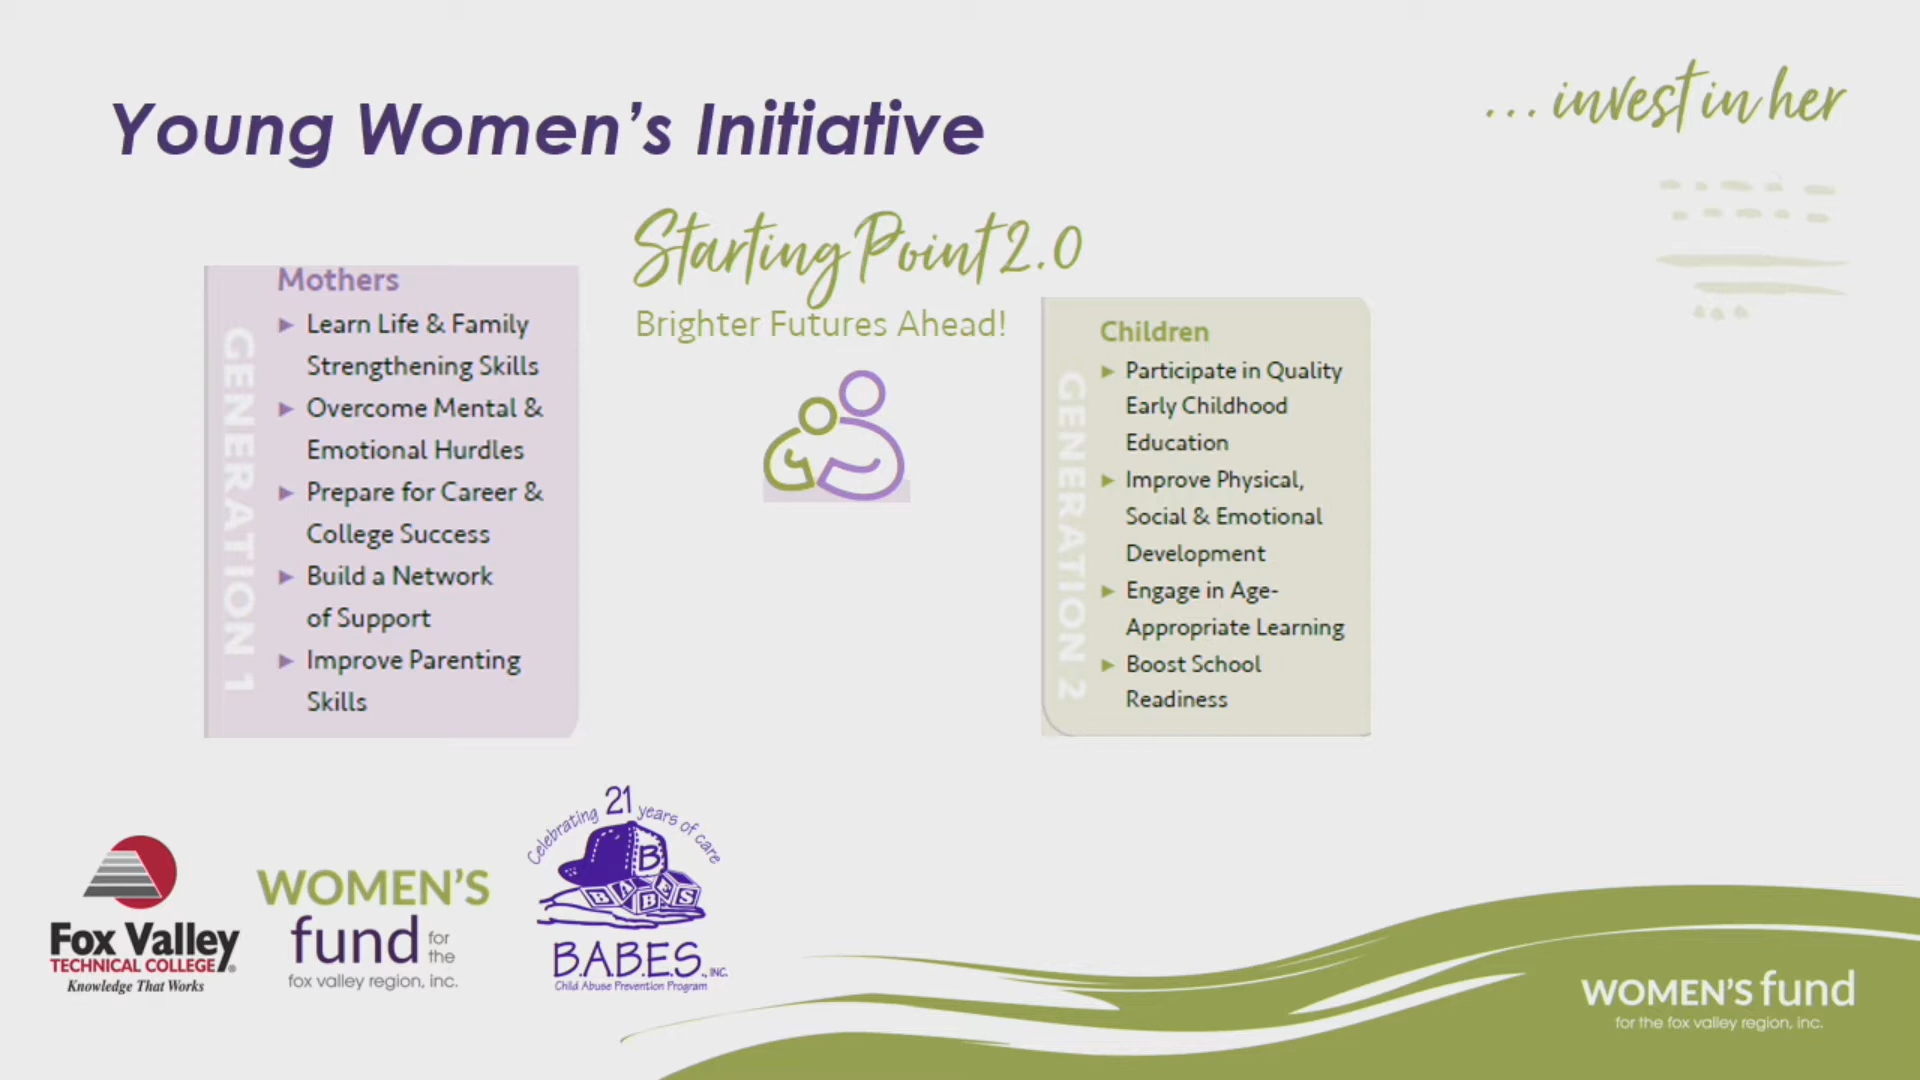 Young Women's Initiative
... invest in her
Starting Point 2.0
Brighter Futures Ahead!
GENERATION 1
Mothers
► Learn Life & Family
Strengthening Skills
► Overcome Mental &
Emotional Hurdles
► Prepare for Career &
College Success
► Build a Network
of Support
► Improve Parenting
Skills
GENERATION 2
Children
► Participate in Quality
Early Childhood
Education
► Improve Physical,
Social & Emotional
Development
► Engage in Age-
Appropriate Learning
► Boost School
Readiness
Fox Valley
TECHNICAL COLLEGE®
Knowledge That Works
WOMEN'S
fund for the
fox valley region, inc.
Celebrating 21 years of care
B
B A B E S
B.A.B.E.S., INC.
Child Abuse Prevention Program
WOMEN'S fund
for the fox valley region, inc.